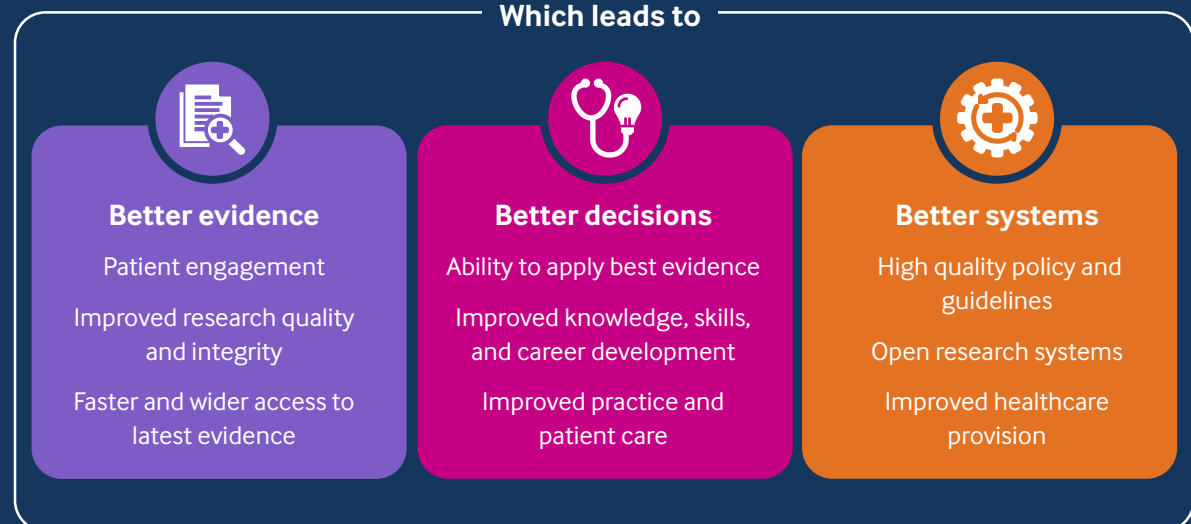 Which leads to
Better evidence
Patient engagement
Improved research quality
and integrity
Faster and wider access to
latest evidence
Better decisions
Ability to apply best evidence
Improved knowledge, skills,
and career development
Improved practice and
patient care
Better systems
High quality policy and
guidelines
Open research systems
Improved healthcare
provision